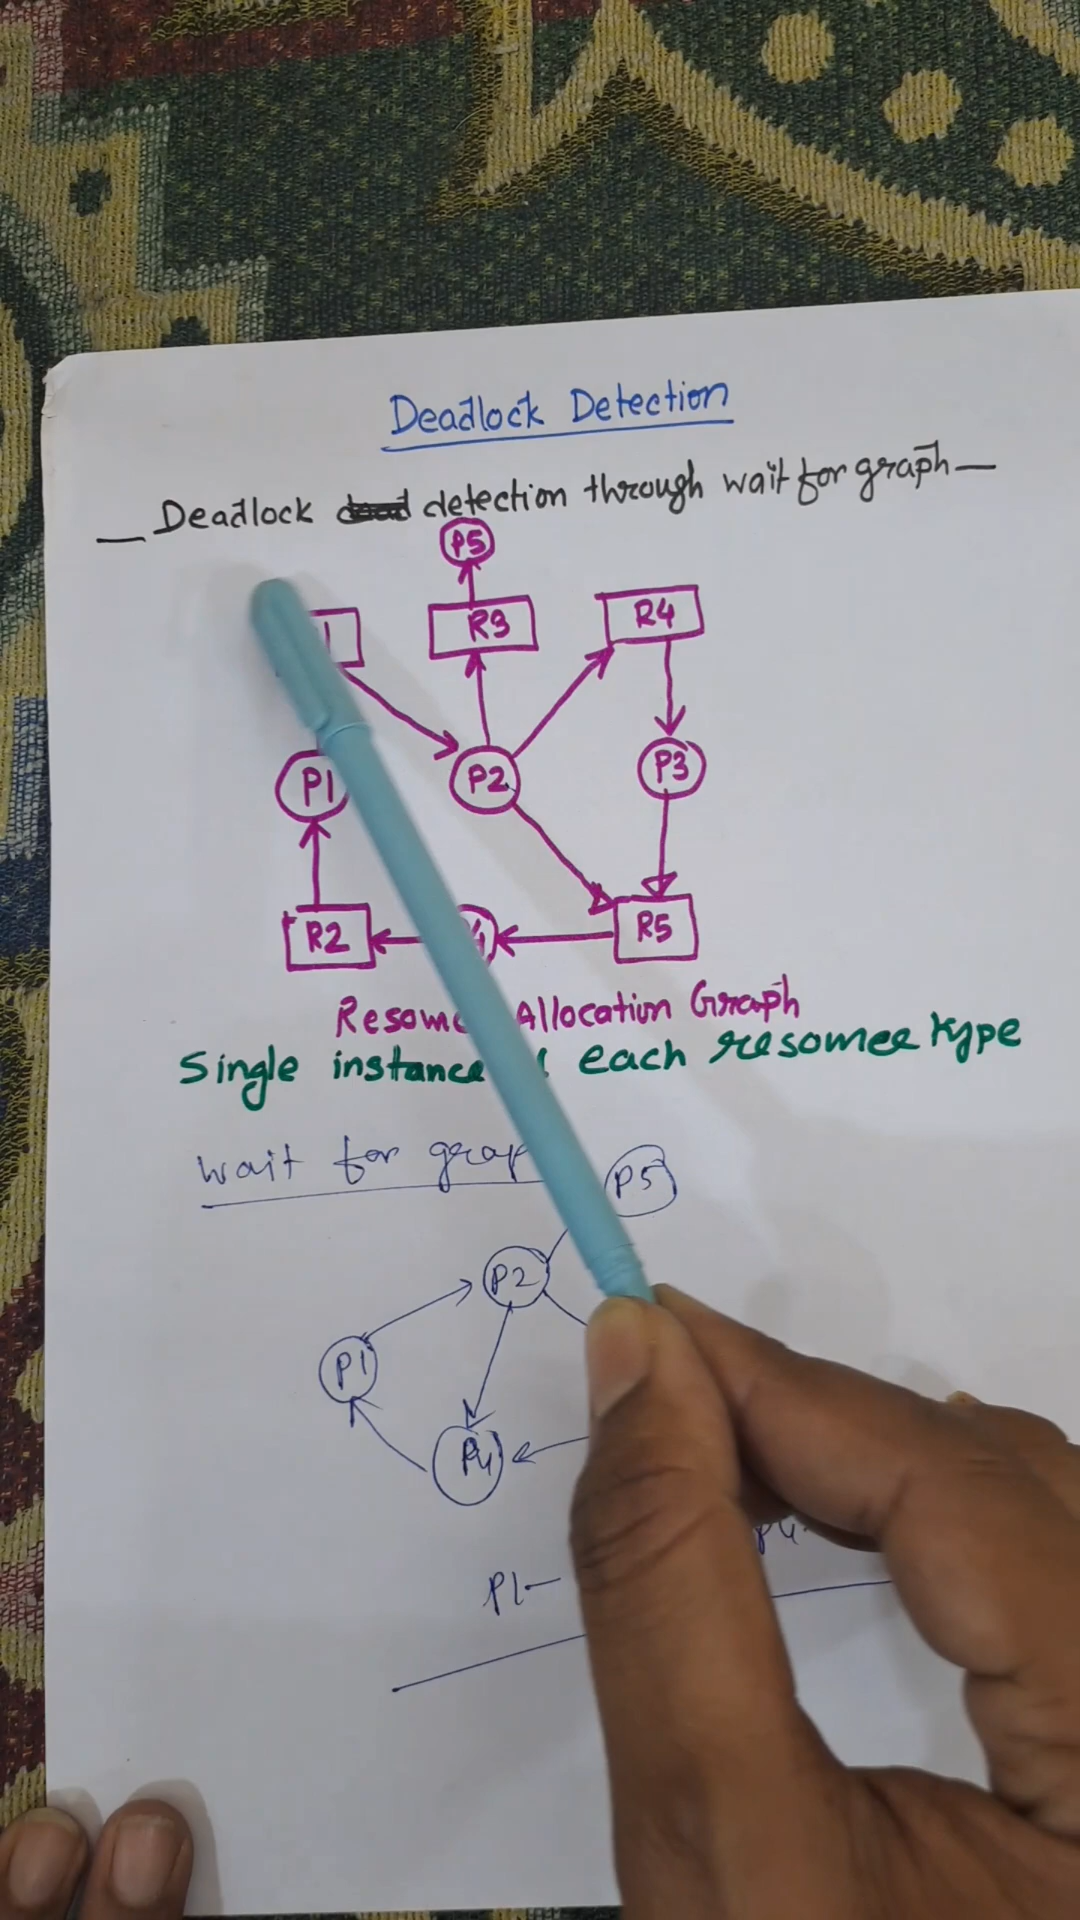 Deadlock Detection
Deadlock detection through wait for graph
P5
R3 R4
P1 P2 P3
R2 R5
Allocation Graph
Single instance each resource type
wait for
P5
P2
P1
P4
P4
P1